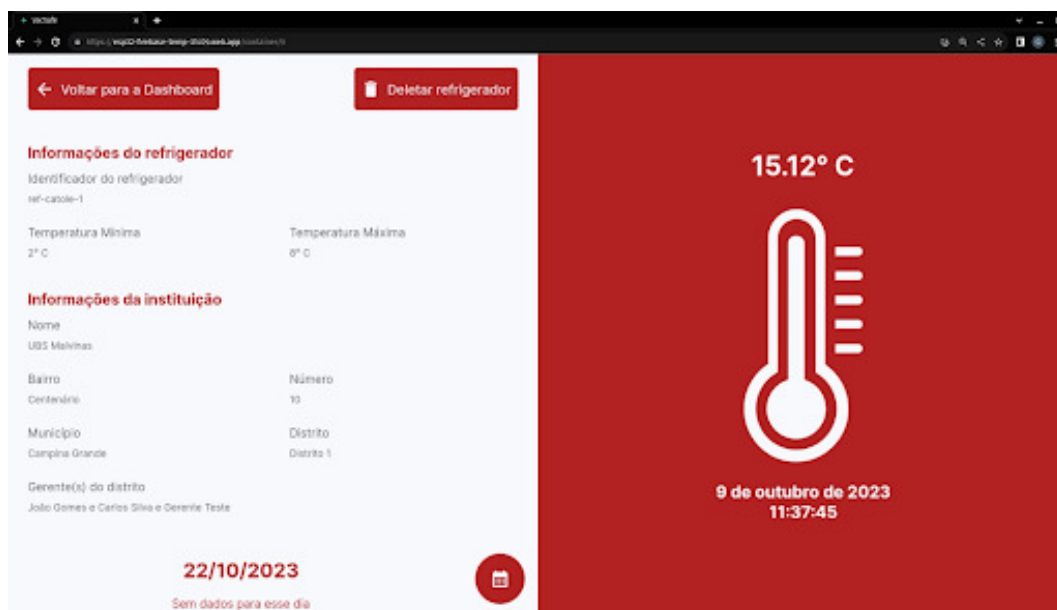 Voltar para a Dashboard
Deletar refrigerador
Informações do refrigerador
Identificador do refrigerador
ref-catole-1
Temperatura Mínima
Temperatura Máxima
2° C
8° C
Informações da instituição
Nome
UBS Malvinas
Bairro
Número
Centenário
10
Município
Distrito
Campina Grande
Distrito 1
Gerente(s) do distrito
João Gomes e Carlos Silva e Gerente Teste
22/10/2023
Sem dados para esse dia
15.12° C
9 de outubro de 2023
11:37:45